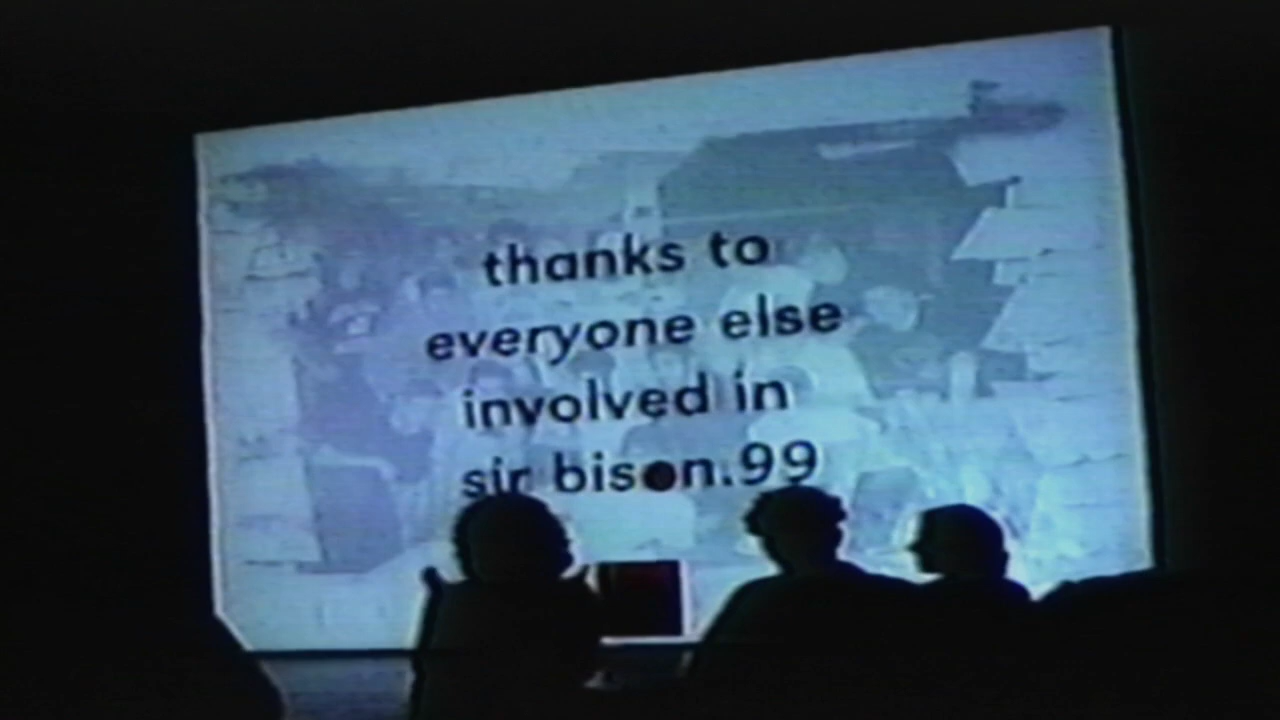 thanks to
everyone else
involved in
sir bison.99